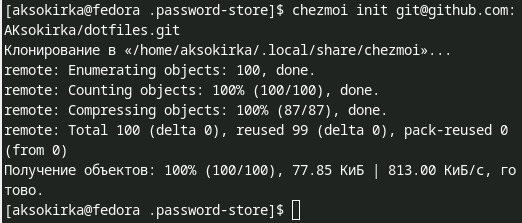 [aksokirka@fedora .password-store]$ chezmoi init git@github.com:
AKsokirka/dotfiles.git
Клонирование в «/home/aksokirka/.local/share/chezmoi»...
remote: Enumerating objects: 100, done.
remote: Counting objects: 100% (100/100), done.
remote: Compressing objects: 100% (87/87), done.
remote: Total 100 (delta 0), reused 99 (delta 0), pack-reused 0
(from 0)
Получение объектов: 100% (100/100), 77.85 КиБ | 813.00 КиБ/с, го
тово.
[aksokirka@fedora .password-store]$